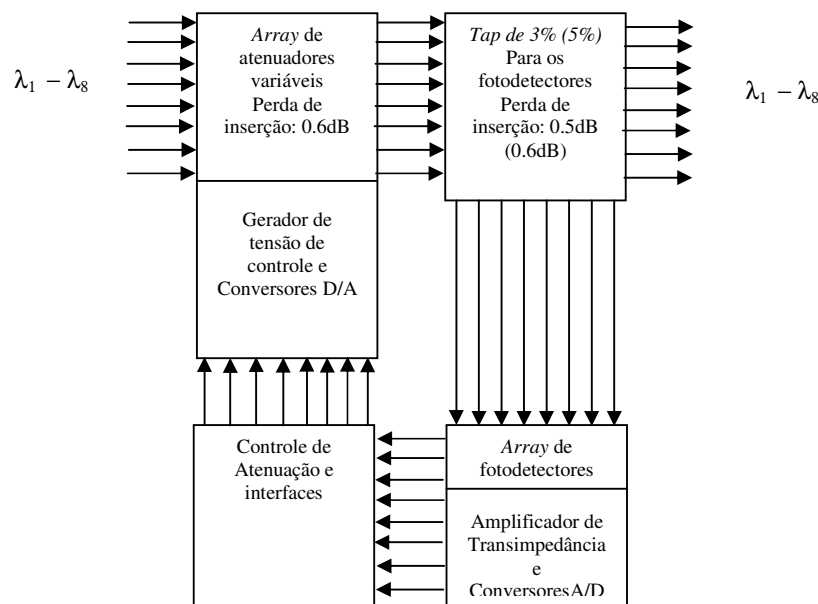 λ1 – λ8
Array de
atenuadores
variáveis
Perda de
inserção: 0.6dB
Tap de 3% (5%)
Para os
fotodetectores
Perda de
inserção: 0.5dB
(0.6dB)
λ1 – λ8
Gerador de
tensão de
controle e
Conversores D/A
Controle de
Atenuação e
interfaces
Array de
fotodetectores
Amplificador de
Transimpedância
e
ConversoresA/D